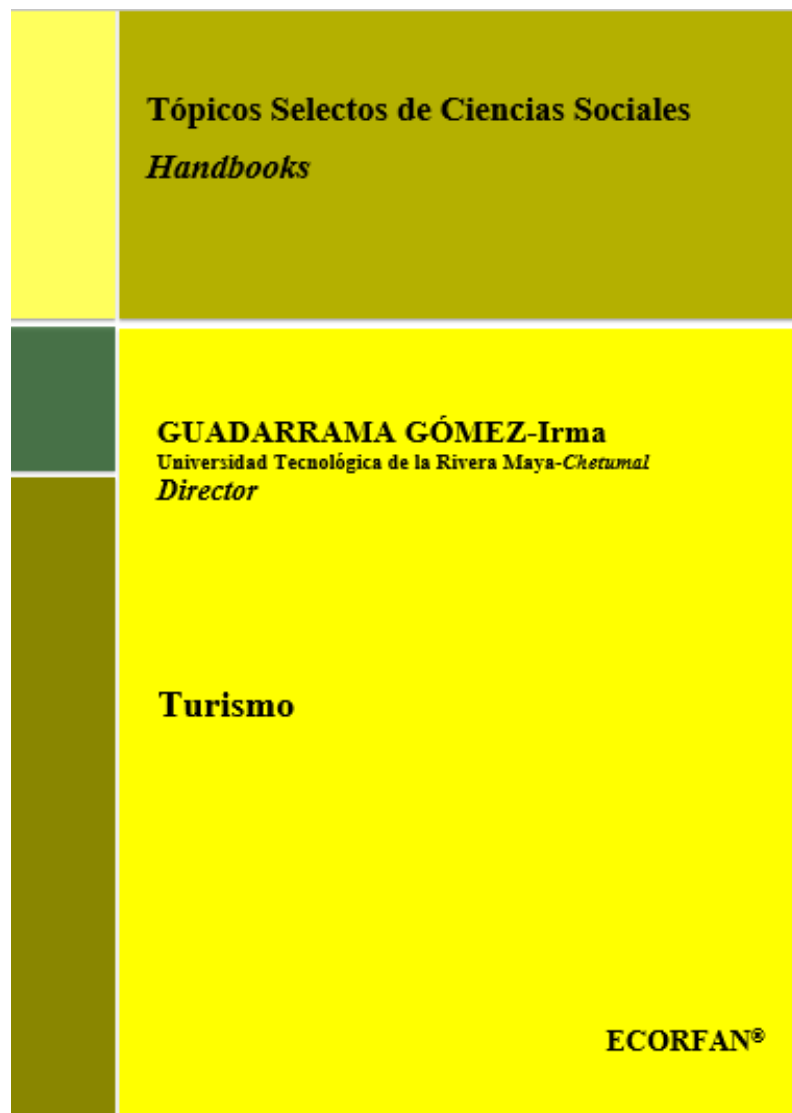 Tópicos Selectos de Ciencias Sociales
Handbooks
GUADARRAMA GÓMEZ-Irma
Universidad Tecnológica de la Rivera Maya-Chetumal
Director
Turismo
ECORFAN®